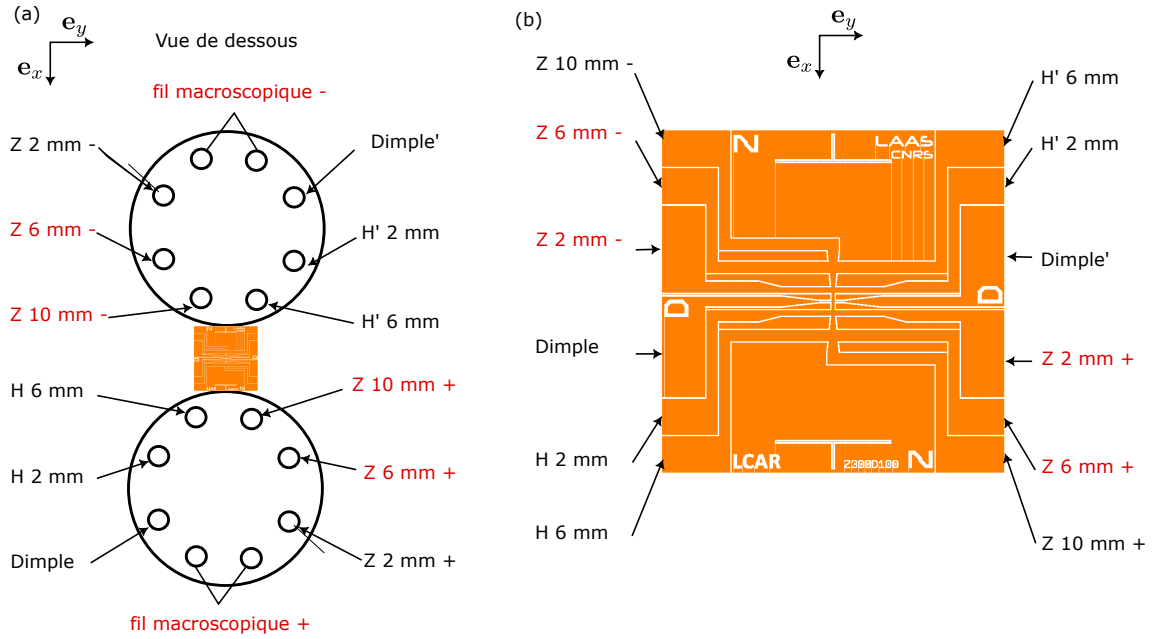 (a)
e_y
e_x
Vue de dessous
fil macroscopique -
Z 2 mm -
Dimple'
Z 6 mm -
H' 2 mm
Z 10 mm -
H' 6 mm
H 6 mm
Z 10 mm +
H 2 mm
Z 6 mm +
Dimple
Z 2 mm +
fil macroscopique +
(b)
e_y
e_x
Z 10 mm -
H' 6 mm
Z 6 mm -
H' 2 mm
Z 2 mm -
Dimple'
Dimple
Z 2 mm +
H 2 mm
Z 6 mm +
H 6 mm
Z 10 mm +
N
LAAS
CNRS
D
D
LCAR
Z300D100
N